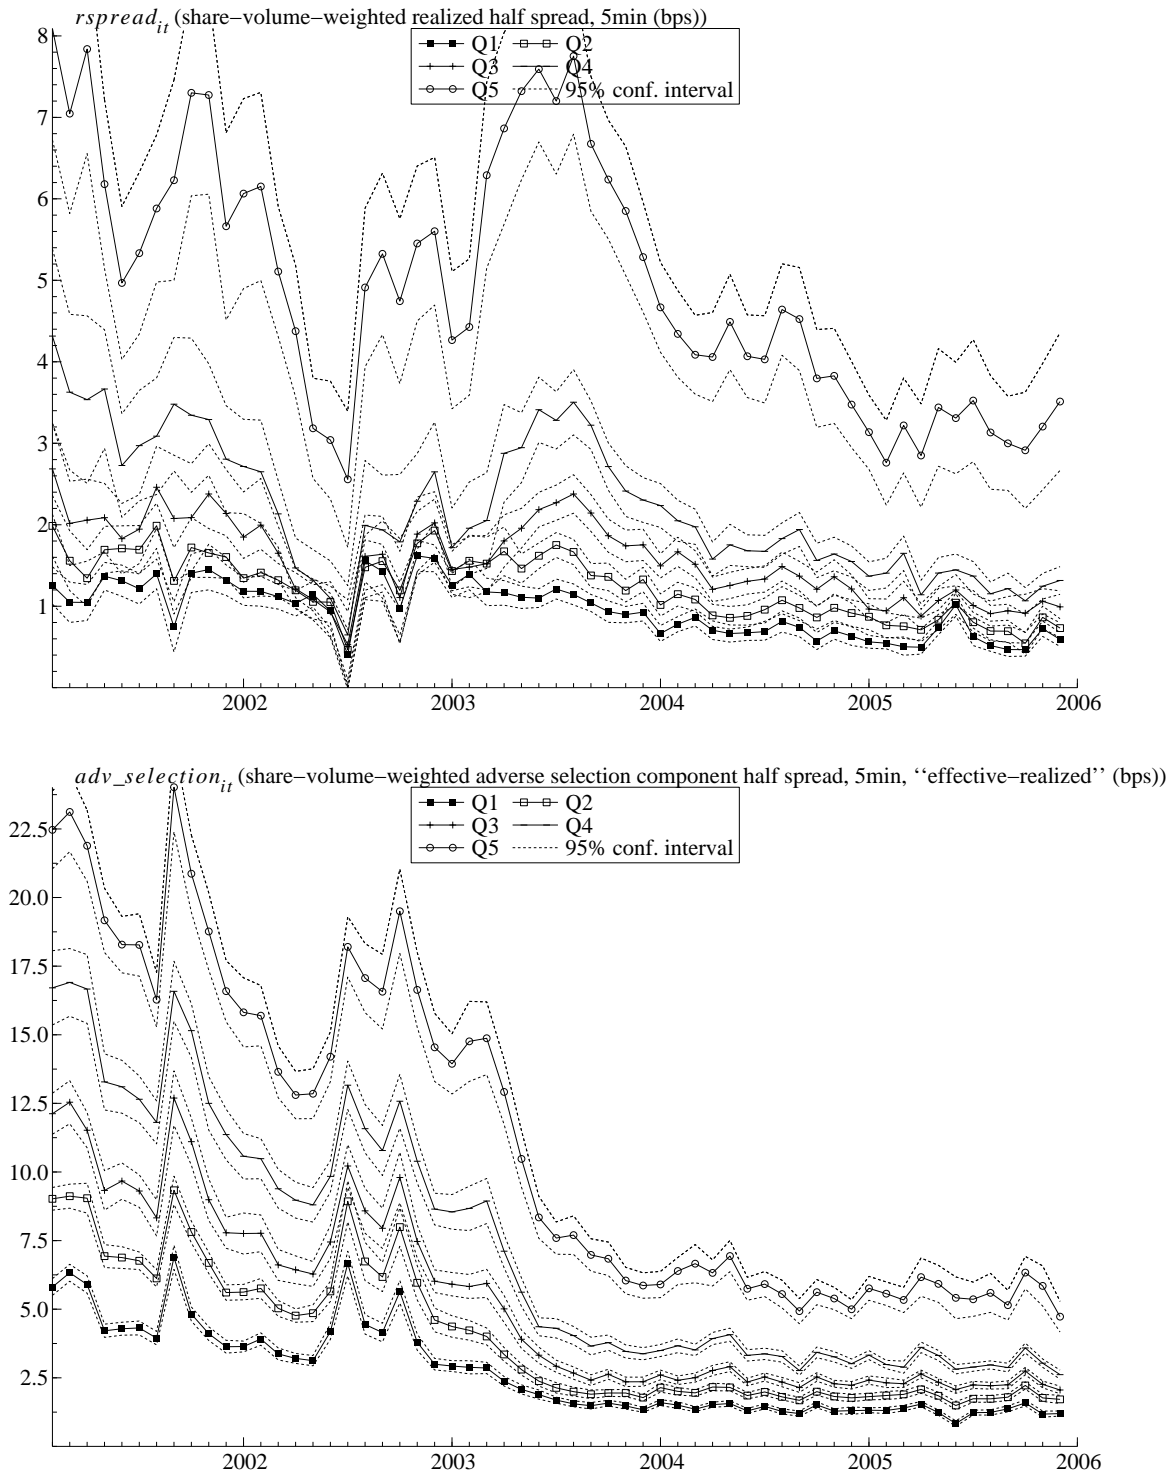 rspread_it (share−volume−weighted realized half spread, 5min (bps))
Q1 Q2
Q3 Q4
Q5 95% conf. interval
8
7
6
5
4
3
2
1
2002 2003 2004 2005 2006
adv_selection_it (share−volume−weighted adverse selection component half spread, 5min, ‘‘effective−realized’’ (bps))
Q1 Q2
Q3 Q4
Q5 95% conf. interval
22.5
20.0
17.5
15.0
12.5
10.0
7.5
5.0
2.5
2002 2003 2004 2005 2006